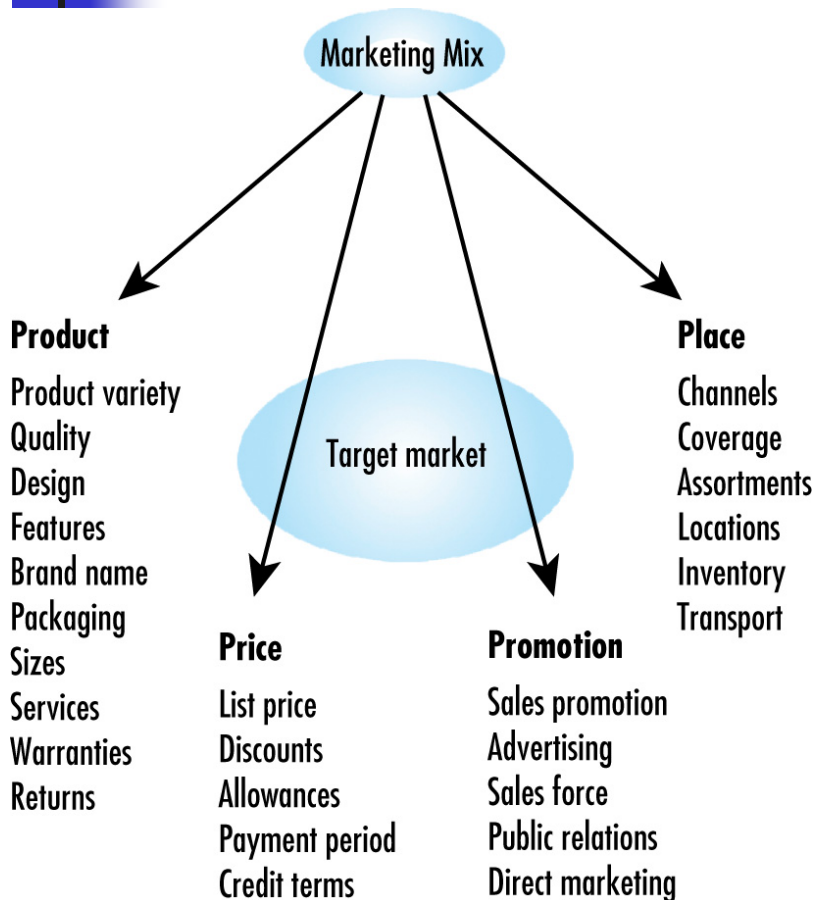 Marketing Mix
Target market
Product
Product variety
Quality
Design
Features
Brand name
Packaging
Sizes
Services
Warranties
Returns
Price
List price
Discounts
Allowances
Payment period
Credit terms
Promotion
Sales promotion
Advertising
Sales force
Public relations
Direct marketing
Place
Channels
Coverage
Assortments
Locations
Inventory
Transport